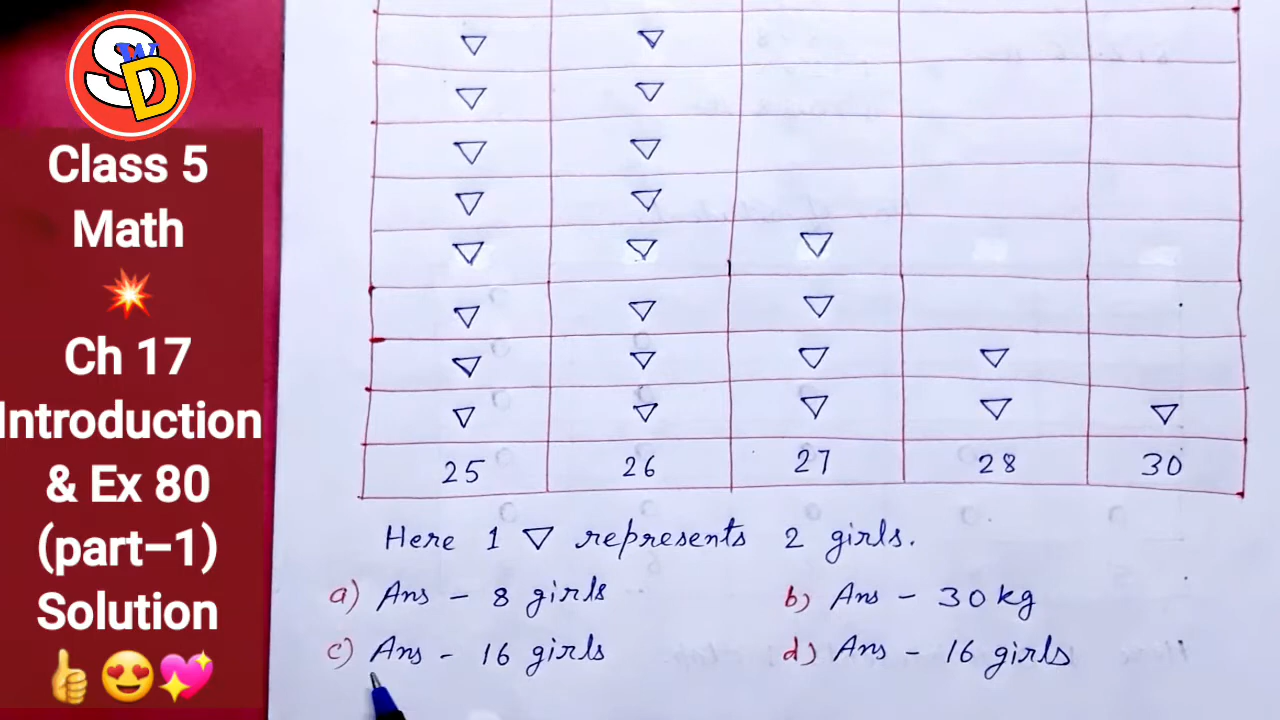 SwD
Class 5
Math
Ch 17
Introduction
& Ex 80
(part–1)
Solution
25 26 27 28 30
Here 1 ▽ represents 2 girls.
a) Ans – 8 girls b) Ans – 30 kg
c) Ans - 16 girls d) Ans – 16 girls